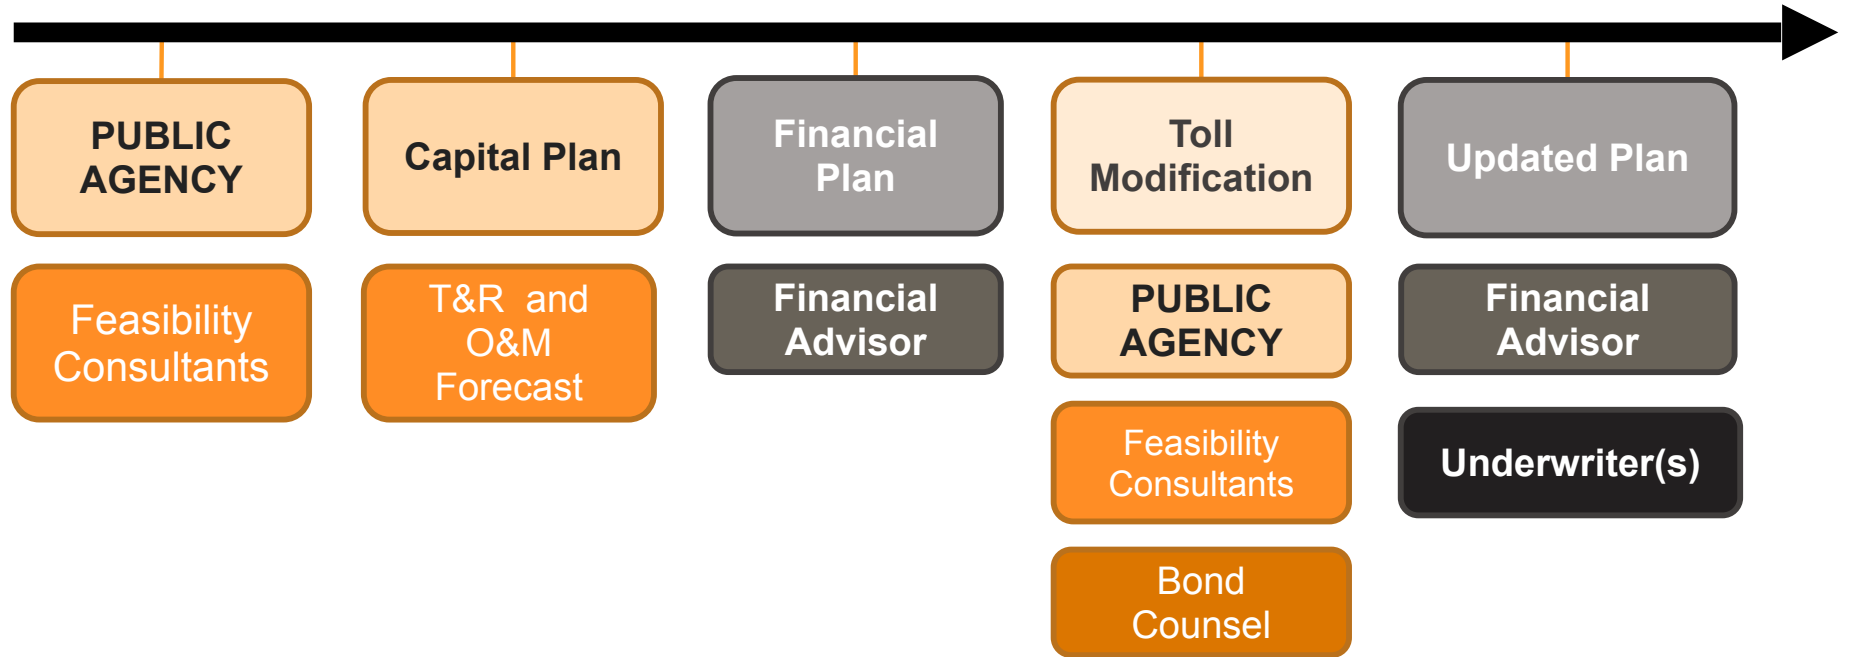 PUBLIC
AGENCY
Capital Plan
Financial
Plan
Toll
Modification
Updated Plan
Feasibility
Consultants
T&R and
O&M
Forecast
Financial
Advisor
PUBLIC
AGENCY
Financial
Advisor
Feasibility
Consultants
Underwriter(s)
Bond
Counsel